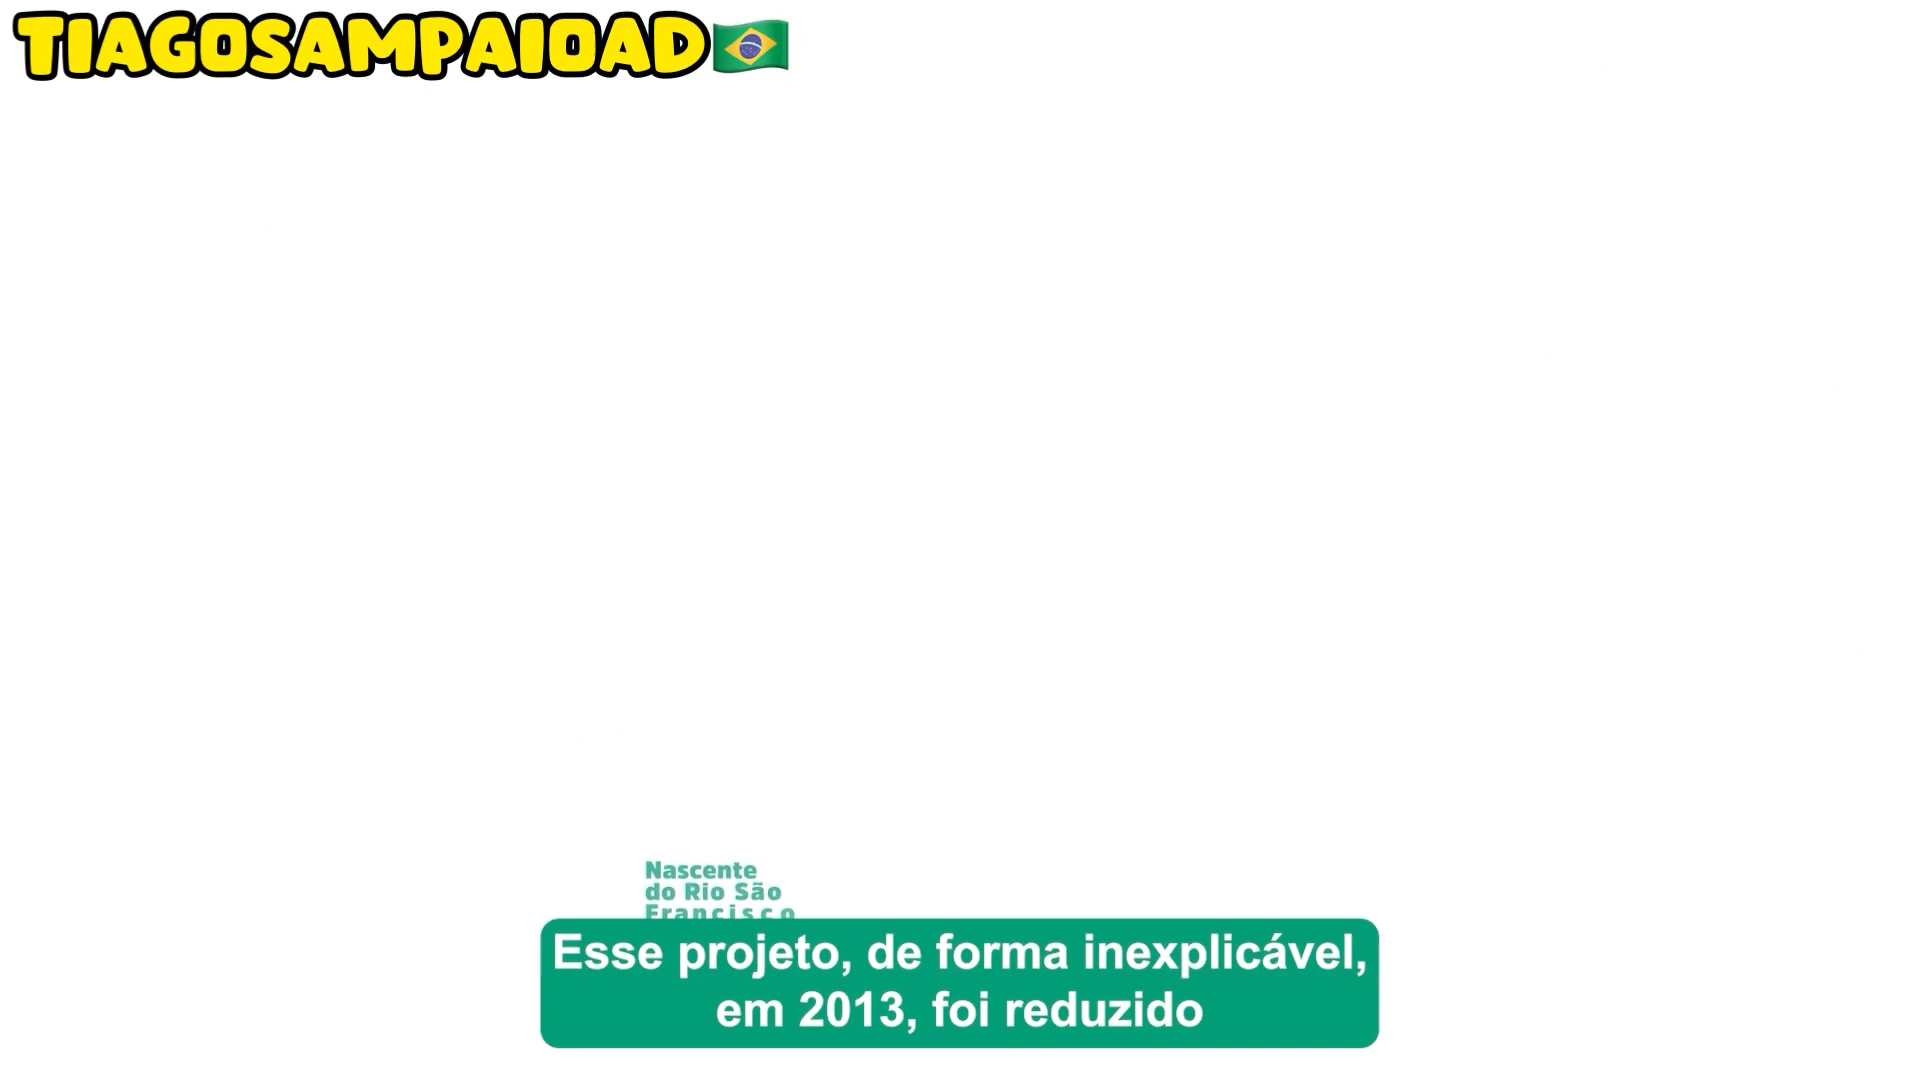 TIAGOSAMPAIOAD
Nascente
do Rio São
Francisco
Esse projeto, de forma inexplicável,
em 2013, foi reduzido